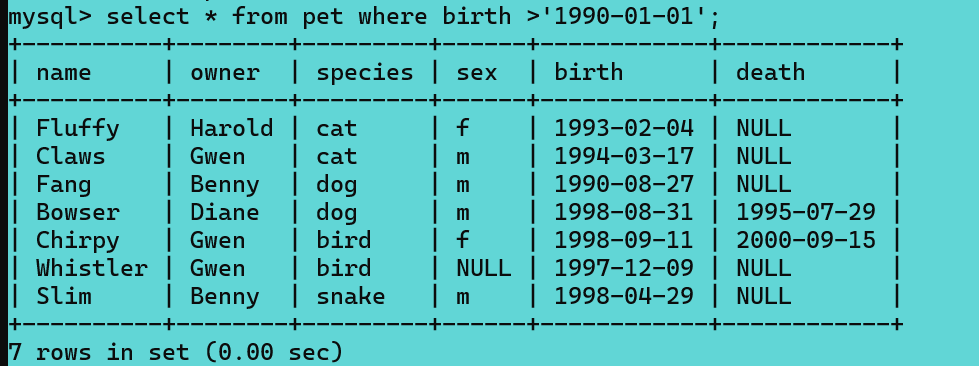 mysql> select * from pet where birth >'1990-01-01';
+----------+--------+---------+------+------------+------------+
| name     | owner  | species | sex  | birth      | death      |
+----------+--------+---------+------+------------+------------+
| Fluffy   | Harold | cat     | f    | 1993-02-04 | NULL       |
| Claws    | Gwen   | cat     | m    | 1994-03-17 | NULL       |
| Fang     | Benny  | dog     | m    | 1990-08-27 | NULL       |
| Bowser   | Diane  | dog     | m    | 1998-08-31 | 1995-07-29 |
| Chirpy   | Gwen   | bird    | f    | 1998-09-11 | 2000-09-15 |
| Whistler | Gwen   | bird    | NULL | 1997-12-09 | NULL       |
| Slim     | Benny  | snake   | m    | 1998-04-29 | NULL       |
+----------+--------+---------+------+------------+------------+
7 rows in set (0.00 sec)